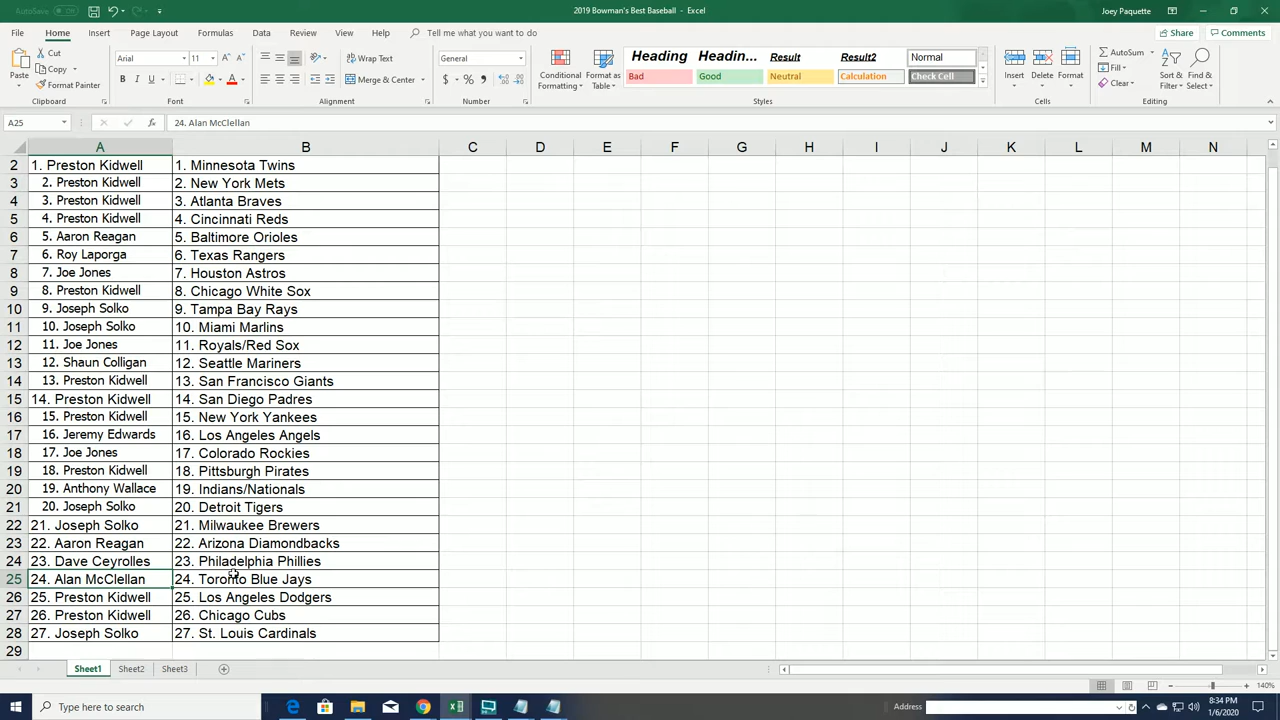 AutoSave Off 2019 Bowman's Best Baseball - Excel Joey Paquette
File Home Insert Page Layout Formulas Data Review View Help Tell me what you want to do Share Comments
Paste Cut Copy Format Painter Clipboard
Arial 11 Font
Wrap Text Merge & Center Alignment
General Number
Conditional Formatting Format as Table
Heading Headin... Result Result2 Normal
Bad Good Neutral Calculation Check Cell
Styles
Insert Delete Format Cells
AutoSum Fill Clear Sort & Filter Find & Select Editing
A25 24. Alan McClellan
A B C D E F G H I J K L M N
2 1. Preston Kidwell 1. Minnesota Twins
3 2. Preston Kidwell 2. New York Mets
4 3. Preston Kidwell 3. Atlanta Braves
5 4. Preston Kidwell 4. Cincinnati Reds
6 5. Aaron Reagan 5. Baltimore Orioles
7 6. Roy Laporga 6. Texas Rangers
8 7. Joe Jones 7. Houston Astros
9 8. Preston Kidwell 8. Chicago White Sox
10 9. Joseph Solko 9. Tampa Bay Rays
11 10. Joseph Solko 10. Miami Marlins
12 11. Joe Jones 11. Royals/Red Sox
13 12. Shaun Colligan 12. Seattle Mariners
14 13. Preston Kidwell 13. San Francisco Giants
15 14. Preston Kidwell 14. San Diego Padres
16 15. Preston Kidwell 15. New York Yankees
17 16. Jeremy Edwards 16. Los Angeles Angels
18 17. Joe Jones 17. Colorado Rockies
19 18. Preston Kidwell 18. Pittsburgh Pirates
20 19. Anthony Wallace 19. Indians/Nationals
21 20. Joseph Solko 20. Detroit Tigers
22 21. Joseph Solko 21. Milwaukee Brewers
23 22. Aaron Reagan 22. Arizona Diamondbacks
24 23. Dave Ceyrolles 23. Philadelphia Phillies
25 24. Alan McClellan 24. Toronto Blue Jays
26 25. Preston Kidwell 25. Los Angeles Dodgers
27 26. Preston Kidwell 26. Chicago Cubs
28 27. Joseph Solko 27. St. Louis Cardinals
29
Sheet1 Sheet2 Sheet3
140%
Type here to search Address 8:34 PM
1/6/2020